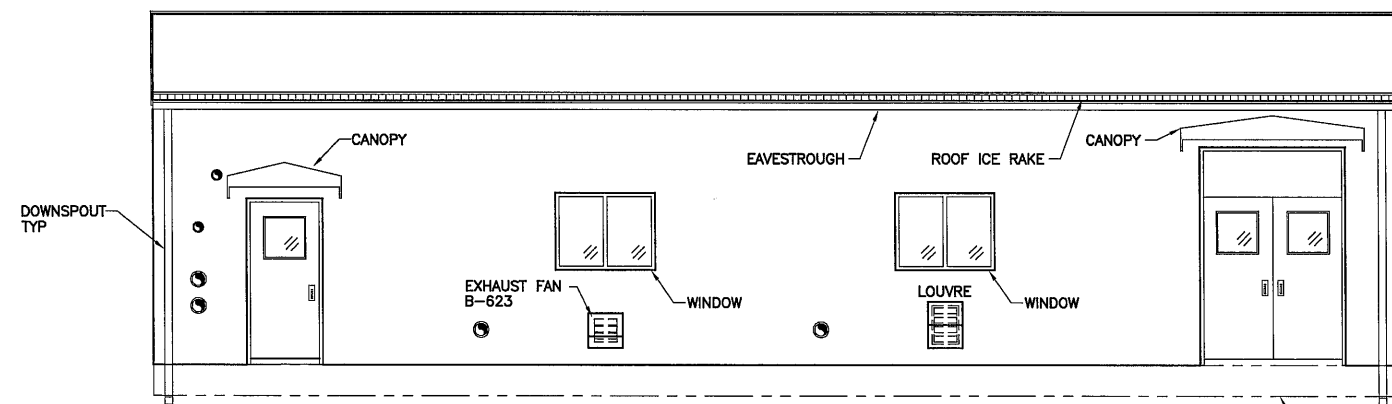 CANOPY
CANOPY
EAVESTROUGH
ROOF ICE RAKE
DOWNSPOUT
TYP
EXHAUST FAN
B-623
WINDOW
LOUVRE
WINDOW